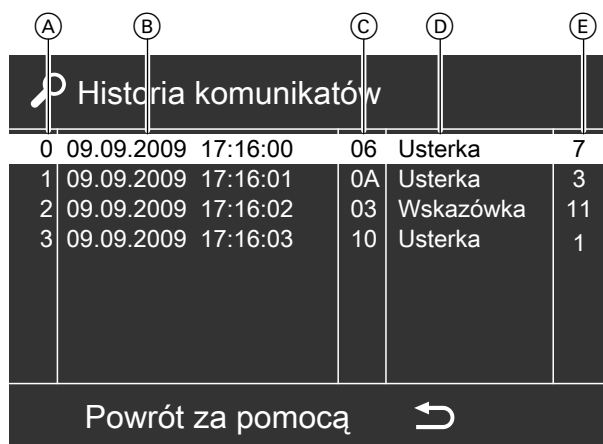 A B C D E
Historia komunikatów
0 09.09.2009 17:16:00 06 Usterka 7
1 09.09.2009 17:16:01 0A Usterka 3
2 09.09.2009 17:16:02 03 Wskazówka 11
3 09.09.2009 17:16:03 10 Usterka 1
Powrót za pomocą